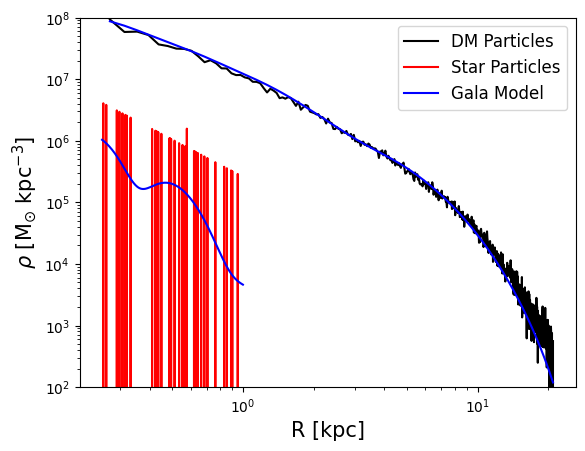 DM Particles
Star Particles
Gala Model
10⁸
10⁷
10⁶
10⁵
10⁴
10³
10²
ρ [M⊙ kpc⁻³]
10⁰
10¹
R [kpc]